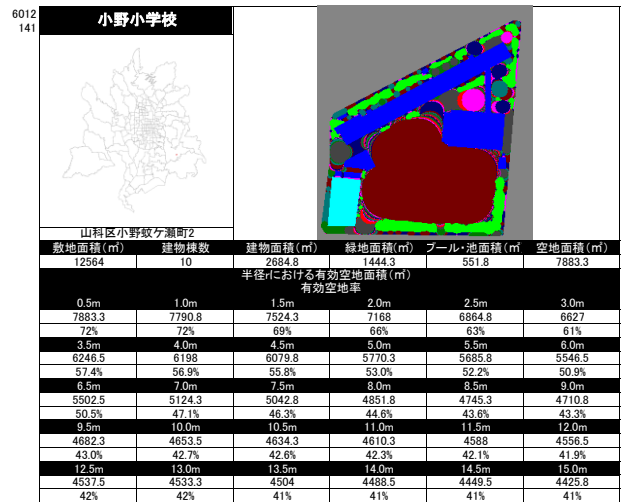 6012
141
小野小学校
山科区小野蚊ケ瀬町2
敷地面積(㎡) 建物棟数 建物面積(㎡) 緑地面積(㎡) プール・池面積(㎡ 空地面積(㎡)
12564 10 2684.8 1444.3 551.8 7883.3
半径rにおける有効空地面積(㎡)
有効空地率
0.5m 1.0m 1.5m 2.0m 2.5m 3.0m
7883.3 7790.8 7524.3 7168 6864.8 6627
72% 72% 69% 66% 63% 61%
3.5m 4.0m 4.5m 5.0m 5.5m 6.0m
6246.5 6198 6079.8 5770.3 5685.8 5546.5
57.4% 56.9% 55.8% 53.0% 52.2% 50.9%
6.5m 7.0m 7.5m 8.0m 8.5m 9.0m
5502.5 5124.3 5042.8 4851.8 4745.3 4710.8
50.5% 47.1% 46.3% 44.6% 43.6% 43.3%
9.5m 10.0m 10.5m 11.0m 11.5m 12.0m
4682.3 4653.5 4634.3 4610.3 4588 4556.5
43.0% 42.7% 42.6% 42.3% 42.1% 41.9%
12.5m 13.0m 13.5m 14.0m 14.5m 15.0m
4537.5 4533.3 4504 4488.5 4449.5 4425.8
42% 42% 41% 41% 41% 41%